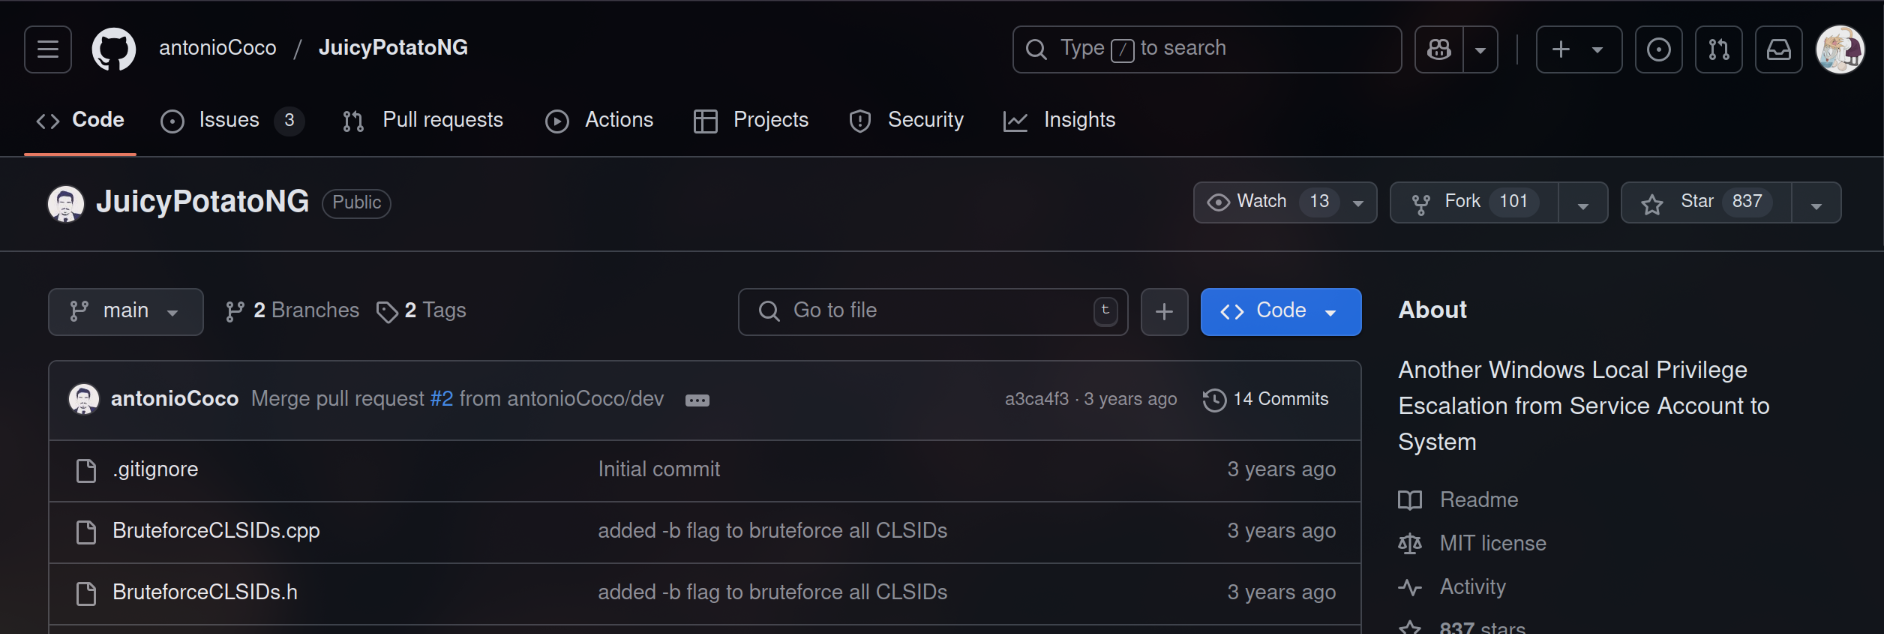 antonioCoco / JuicyPotatoNG
Type / to search
Code
Issues 3
Pull requests
Actions
Projects
Security
Insights
JuicyPotatoNG Public
Watch 13
Fork 101
Star 837
main
2 Branches
2 Tags
Go to file t
Code
antonioCoco Merge pull request #2 from antonioCoco/dev
a3ca4f3 · 3 years ago
14 Commits
.gitignore Initial commit 3 years ago
BruteforceCLSIDs.cpp added -b flag to bruteforce all CLSIDs 3 years ago
BruteforceCLSIDs.h added -b flag to bruteforce all CLSIDs 3 years ago
About
Another Windows Local Privilege
Escalation from Service Account to
System
Readme
MIT license
Activity
837 stars